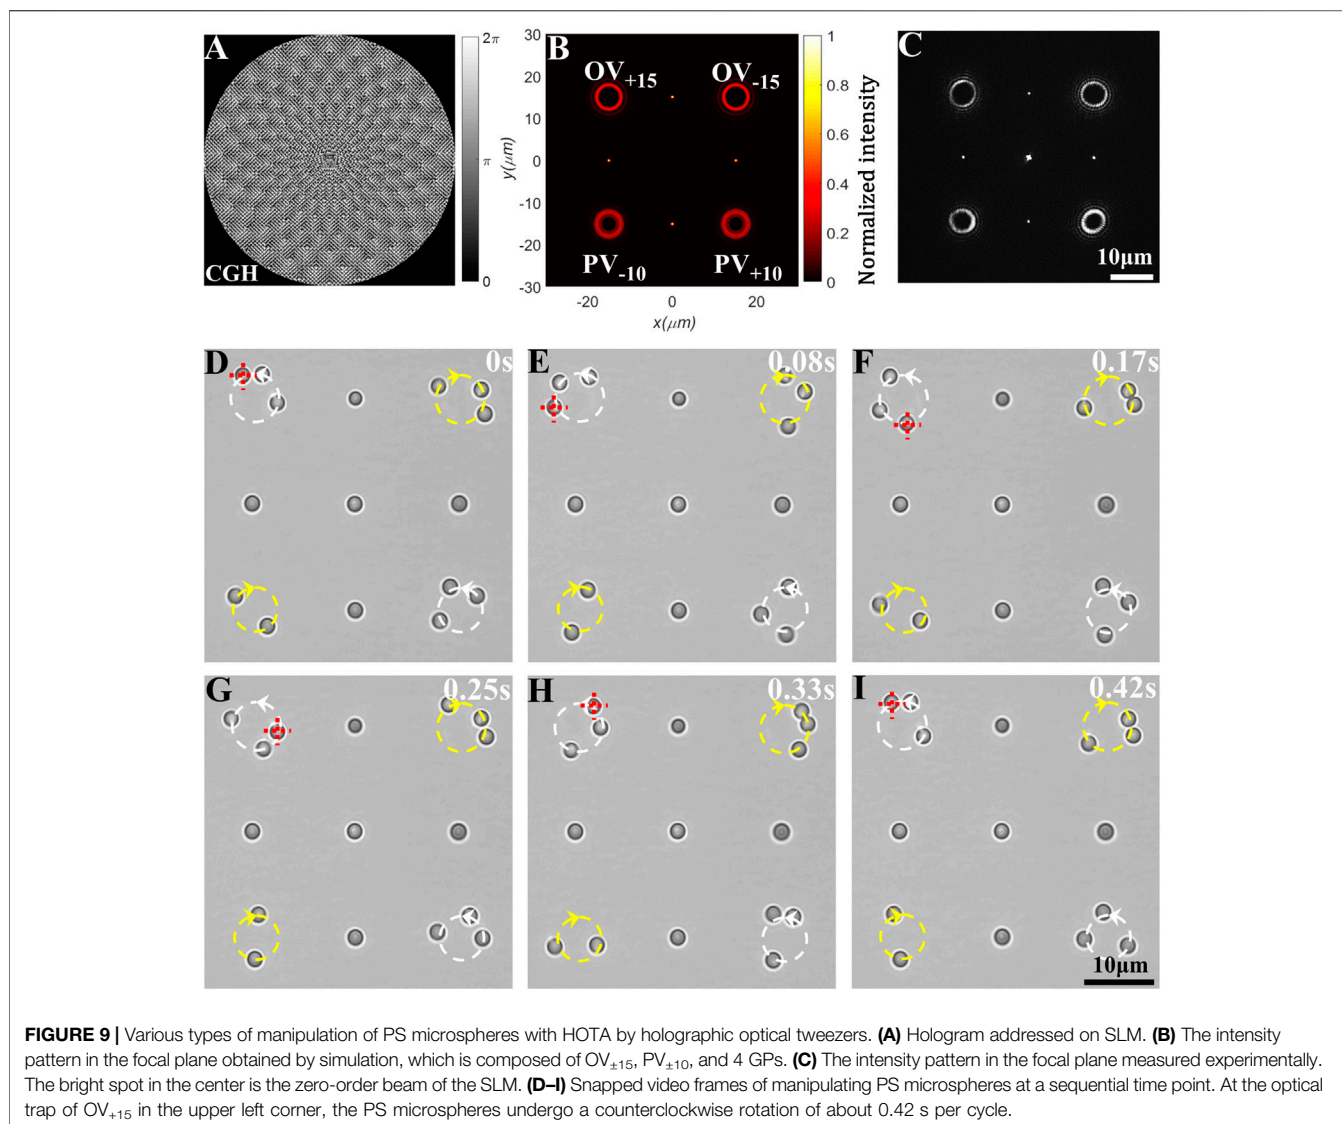 A
CGH
2π
π
0
B
OV+15
OV-15
PV-10
PV+10
30
20
10
0
-10
-20
-30
y(μm)
-20
0
20
x(μm)
1
0.8
0.6
0.4
0.2
0
Normalized intensity
C
10μm
D
0s
E
0.08s
F
0.17s
G
0.25s
H
0.33s
I
0.42s
10μm
FIGURE 9 | Various types of manipulation of PS microspheres with HOTA by holographic optical tweezers. (A) Hologram addressed on SLM. (B) The intensity
pattern in the focal plane obtained by simulation, which is composed of OV±15, PV±10, and 4 GPs. (C) The intensity pattern in the focal plane measured experimentally.
The bright spot in the center is the zero-order beam of the SLM. (D–I) Snapped video frames of manipulating PS microspheres at a sequential time point. At the optical
trap of OV+15 in the upper left corner, the PS microspheres undergo a counterclockwise rotation of about 0.42 s per cycle.